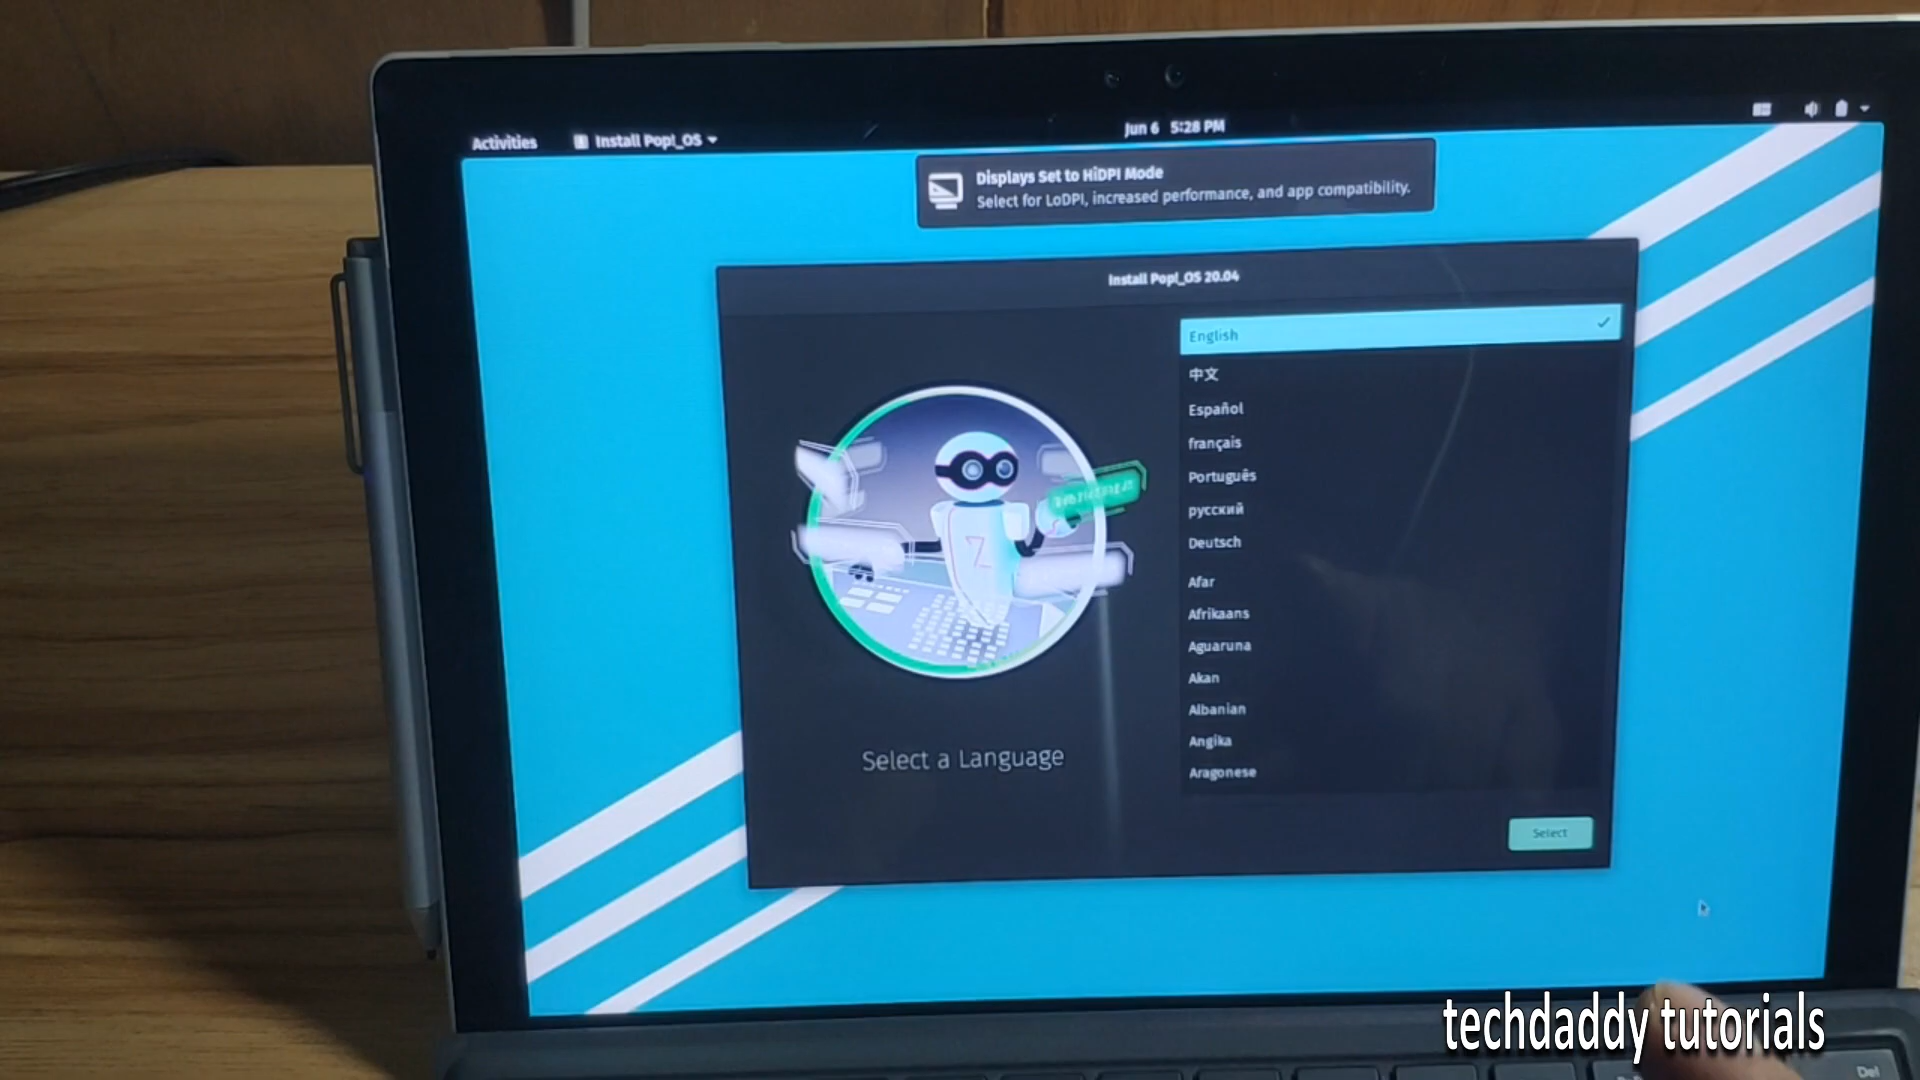 Activities Install Pop!_OS Jun 6 5:28 PM
Displays Set to HiDPI Mode
Select for LoDPI, increased performance, and app compatibility.
Install Pop!_OS 20.04
English
中文
Español
français
Português
русский
Deutsch
Afar
Afrikaans
Aguaruna
Akan
Albanian
Angika
Aragonese
Select a Language
Select
techdaddy tutorials
Del